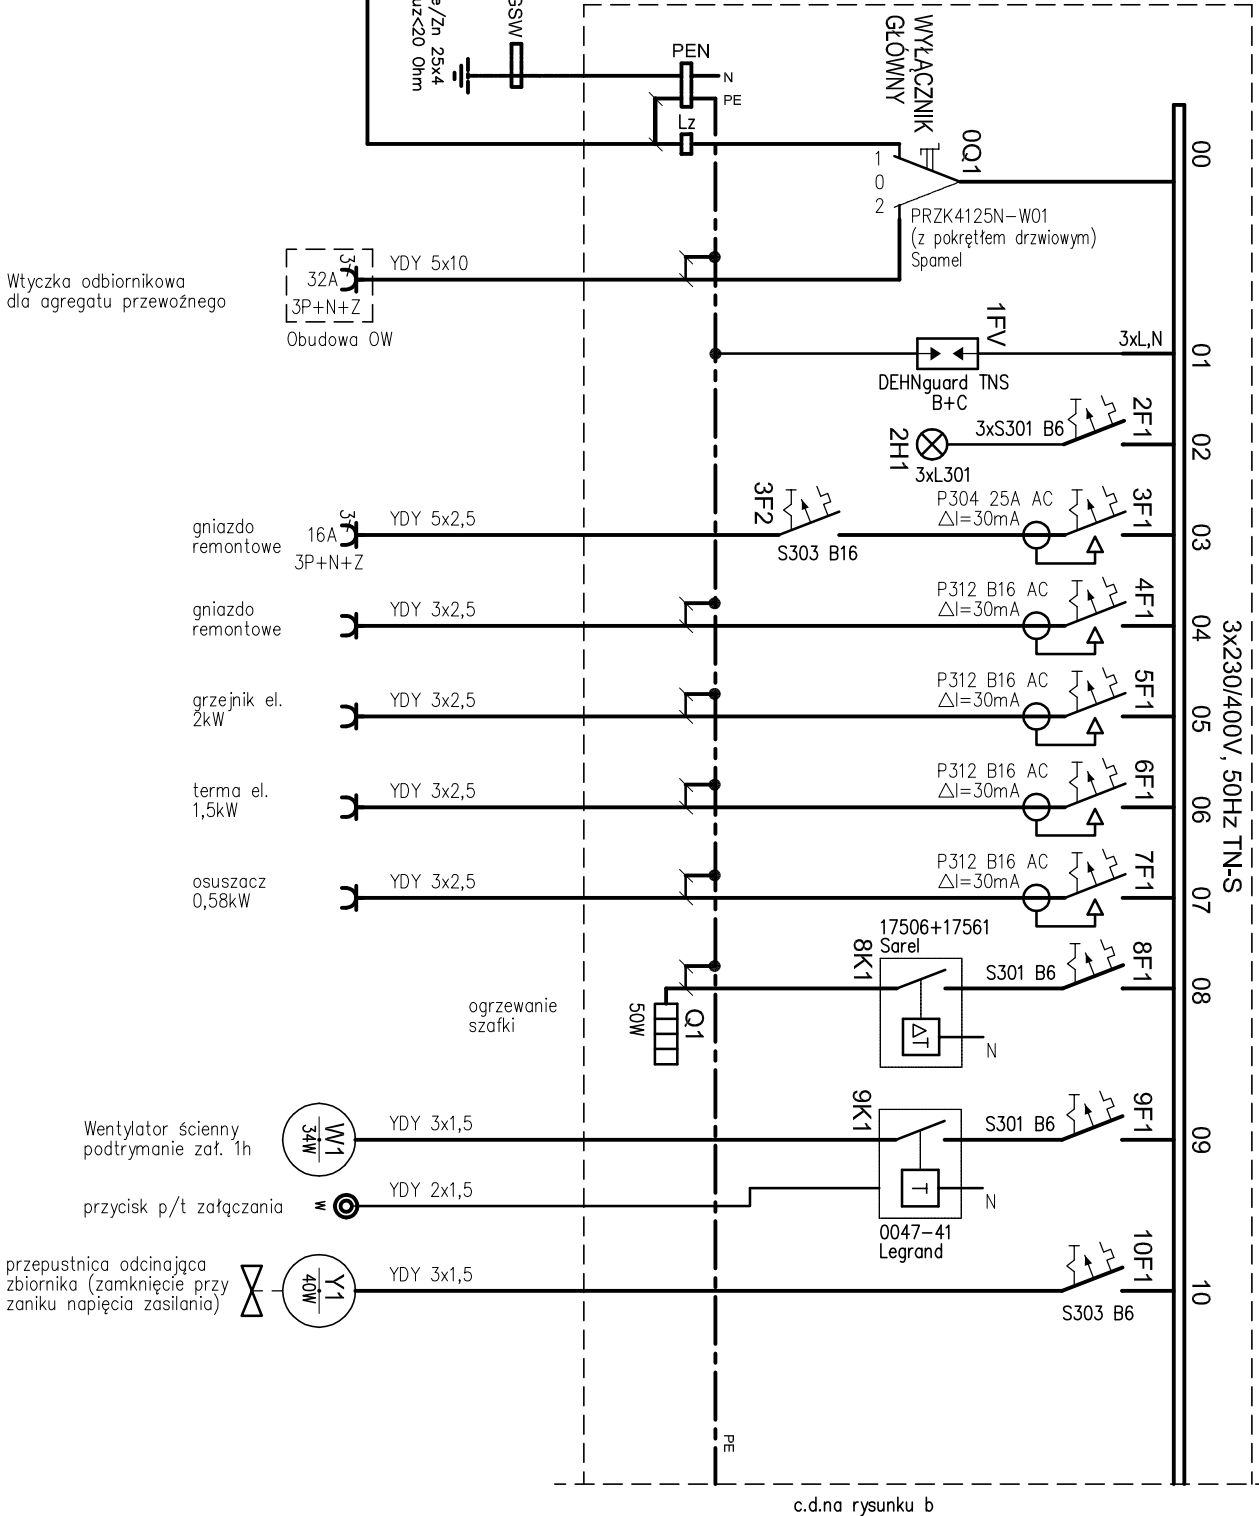 GSW
e/Zn 25x4
uz<20 Ohm
PEN
N
PE
Lz
WYŁĄCZNIK
GŁÓWNY
0Q1
1
0
2
PRZK4125N-W01
(z pokrętłem drzwiowym)
Spamel
00
Wtyczka odbiornikowa
dla agregatu przewoźnego
3~
32A
3P+N+Z
Obudowa OW
YDY 5x10
1FV
DEHNguard TNS
B+C
3xL,N
01
2H1
3xL301
3xS301 B6
2F1
02
gniazdo
remontowe
3~
16A
3P+N+Z
YDY 5x2,5
3F2
S303 B16
P304 25A AC
ΔI=30mA
3F1
03
gniazdo
remontowe
YDY 3x2,5
P312 B16 AC
ΔI=30mA
4F1
04
3x230/400V, 50Hz TN-S
grzejnik el.
2kW
YDY 3x2,5
P312 B16 AC
ΔI=30mA
5F1
05
terma el.
1,5kW
YDY 3x2,5
P312 B16 AC
ΔI=30mA
6F1
06
osuszacz
0,58kW
YDY 3x2,5
P312 B16 AC
ΔI=30mA
7F1
07
ogrzewanie
szafki
Q1
50W
17506+17561
Sarel
8K1
ΔT
N
S301 B6
8F1
08
Wentylator ścienny
podtrymanie zał. 1h
W1
34W
YDY 3x1,5
9K1
T
N
0047-41
Legrand
S301 B6
9F1
09
przycisk p/t załączania
w
YDY 2x1,5
przepustnica odcinająca
zbiornika (zamknięcie przy
zaniku napięcia zasilania)
Y1
40W
YDY 3x1,5
S303 B6
10F1
10
PE
c.d.na rysunku b